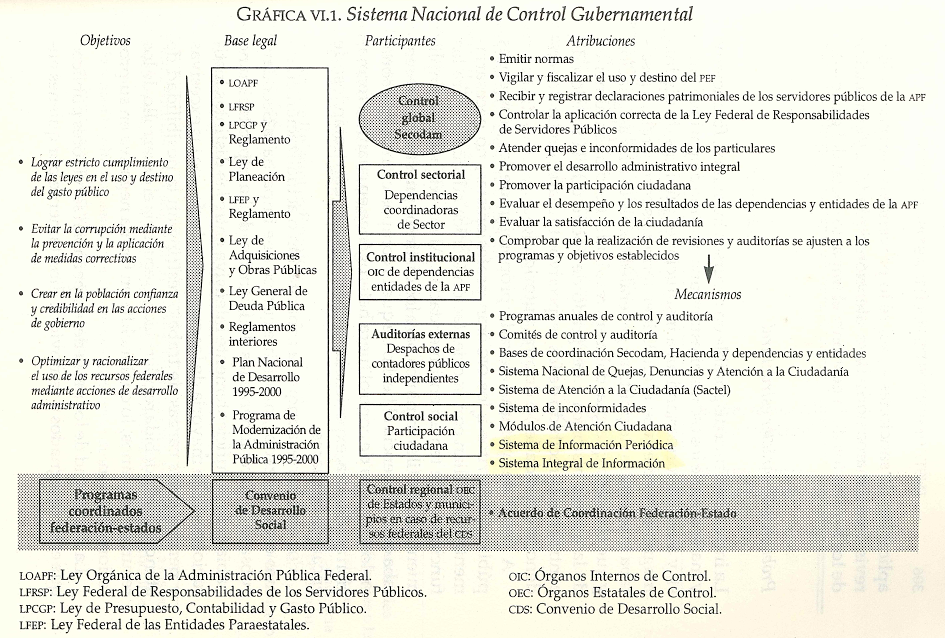 GRÁFICA VI.1. Sistema Nacional de Control Gubernamental
Objetivos
• Lograr estricto cumplimiento
de las leyes en el uso y destino
del gasto público
• Evitar la corrupción mediante
la prevención y la aplicación
de medidas correctivas
• Crear en la población confianza
y credibilidad en las acciones
de gobierno
• Optimizar y racionalizar
el uso de los recursos federales
mediante acciones de desarrollo
administrativo
Base legal
• LOAPF
• LFRSP
• LPCGP y
Reglamento
• Ley de
Planeación
• LFEP y
Reglamento
• Ley de
Adquisiciones
y Obras Públicas
• Ley General de
Deuda Pública
• Reglamentos
interiores
• Plan Nacional
de Desarrollo
1995-2000
• Programa de
Modernización de
la Administración
Pública 1995-2000
Participantes
Control
global
Secodam
Control sectorial
Dependencias
coordinadoras
de Sector
Control institucional
OIC de dependencias
entidades de la APF
Auditorías externas
Despachos de
contadores públicos
independientes
Control social
Participación
ciudadana
Atribuciones
• Emitir normas
• Vigilar y fiscalizar el uso y destino del PEF
• Recibir y registrar declaraciones patrimoniales de los servidores públicos de la APF
• Controlar la aplicación correcta de la Ley Federal de Responsabilidades
de Servidores Públicos
• Atender quejas e inconformidades de los particulares
• Promover el desarrollo administrativo integral
• Promover la participación ciudadana
• Evaluar el desempeño y los resultados de las dependencias y entidades de la APF
• Evaluar la satisfacción de la ciudadanía
• Comprobar que la realización de revisiones y auditorías se ajusten a los
programas y objetivos establecidos
Mecanismos
• Programas anuales de control y auditoría
• Comités de control y auditoría
• Bases de coordinación Secodam, Hacienda y dependencias y entidades
• Sistema Nacional de Quejas, Denuncias y Atención a la Ciudadanía
• Sistema de Atención a la Ciudadanía (Sactel)
• Sistema de inconformidades
• Módulos de Atención Ciudadana
• Sistema de Información Periódica
• Sistema Integral de Información
Programas
coordinados
federación-estados
Convenio
de Desarrollo
Social
Control regional OEC
de Estados y munici-
pios en caso de recur-
sos federales del CDS
• Acuerdo de Coordinación Federación-Estado
LOAPF: Ley Orgánica de la Administración Pública Federal.
LFRSP: Ley Federal de Responsabilidades de los Servidores Públicos.
LPCGP: Ley de Presupuesto, Contabilidad y Gasto Público.
LFEP: Ley Federal de las Entidades Paraestatales.
OIC: Órganos Internos de Control.
OEC: Órganos Estatales de Control.
CDS: Convenio de Desarrollo Social.